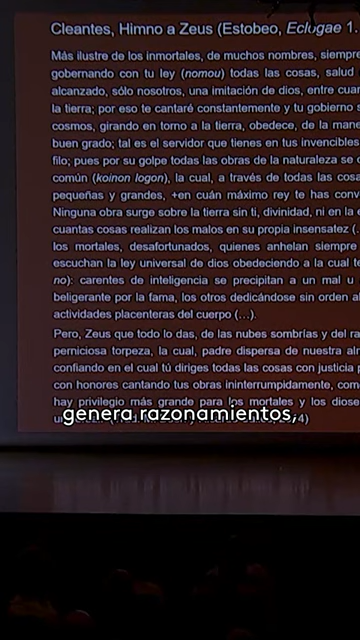 Cleantes, Himno a Zeus (Estobeo, Eclogae 1.
Más ilustre de los inmortales, de muchos nombres, siempre
gobernando con tu ley (nomou) todas las cosas, salud
alcanzado, sólo nosotros, una imitación de dios, entre cuan
la tierra; por eso te cantaré constantemente y tu gobierno s
cosmos, girando en torno a la tierra, obedece, de la mane
buen grado; tal es el servidor que tienes en tus invencibles
filo; pues por su golpe todas las obras de la naturaleza se
común (koinon logon), la cual, a través de todas las cosa
pequeñas y grandes, +en cuán máximo rey te has conv
Ninguna obra surge sobre la tierra sin ti, divinidad, ni en la
cuantas cosas realizan los malos en su propia insensatez (.
los mortales, desafortunados, quienes anhelan siempre
escuchan la ley universal de dios obedeciendo a la cual te
no): carentes de inteligencia se precipitan a un mal u
beligerante por la fama, los otros dedicándose sin orden al
actividades placenteras del cuerpo (…).
Pero, Zeus que todo lo das, de las nubes sombrías y del ra
perniciosa torpeza, la cual, padre dispersa de nuestra alm
confiando en el cual tú diriges todas las cosas con justicia p
con honores cantando tus obras ininterrumpidamente, com
hay privilegio más grande para los mortales y los diose
genera razonamientos,